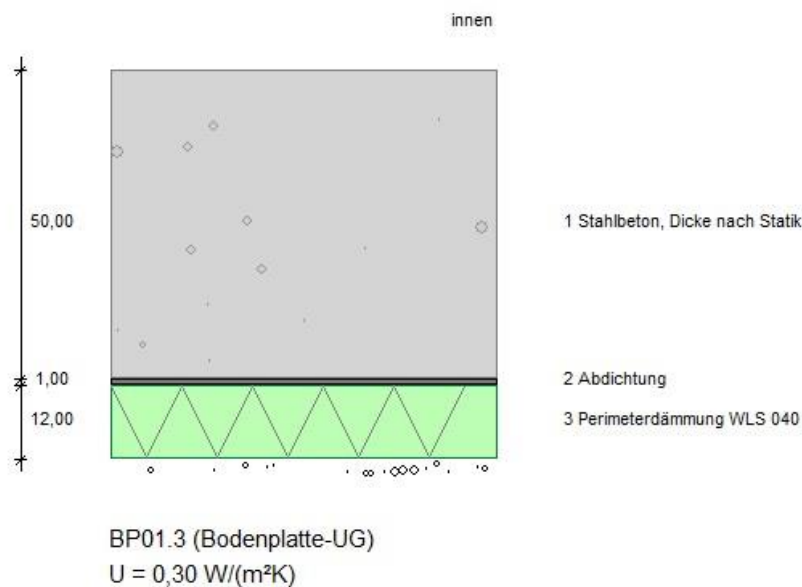 innen
50,00
1 Stahlbeton, Dicke nach Statik
1,00
2 Abdichtung
12,00
3 Perimeterdämmung WLS 040
BP01.3 (Bodenplatte-UG)
U = 0,30 W/(m²K)